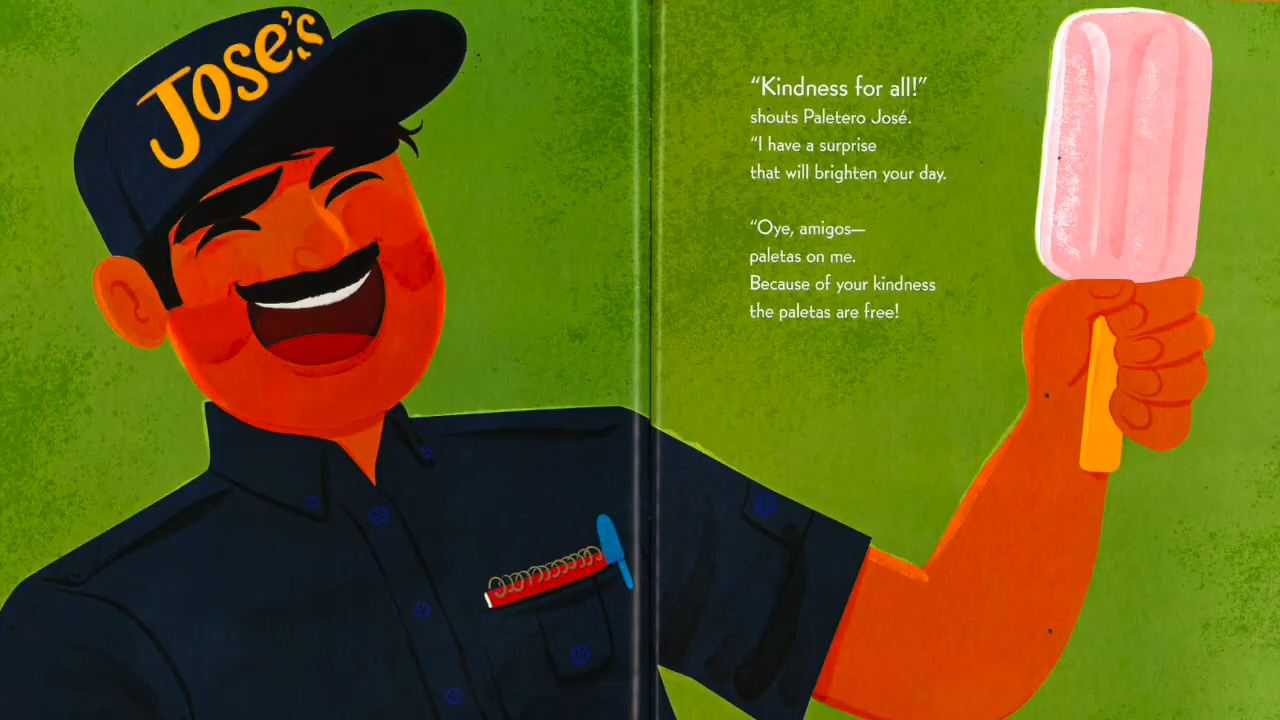 Jose's
“Kindness for all!”
shouts Paletero José.
“I have a surprise
that will brighten your day.
“Oye, amigos—
paletas on me.
Because of your kindness
the paletas are free!